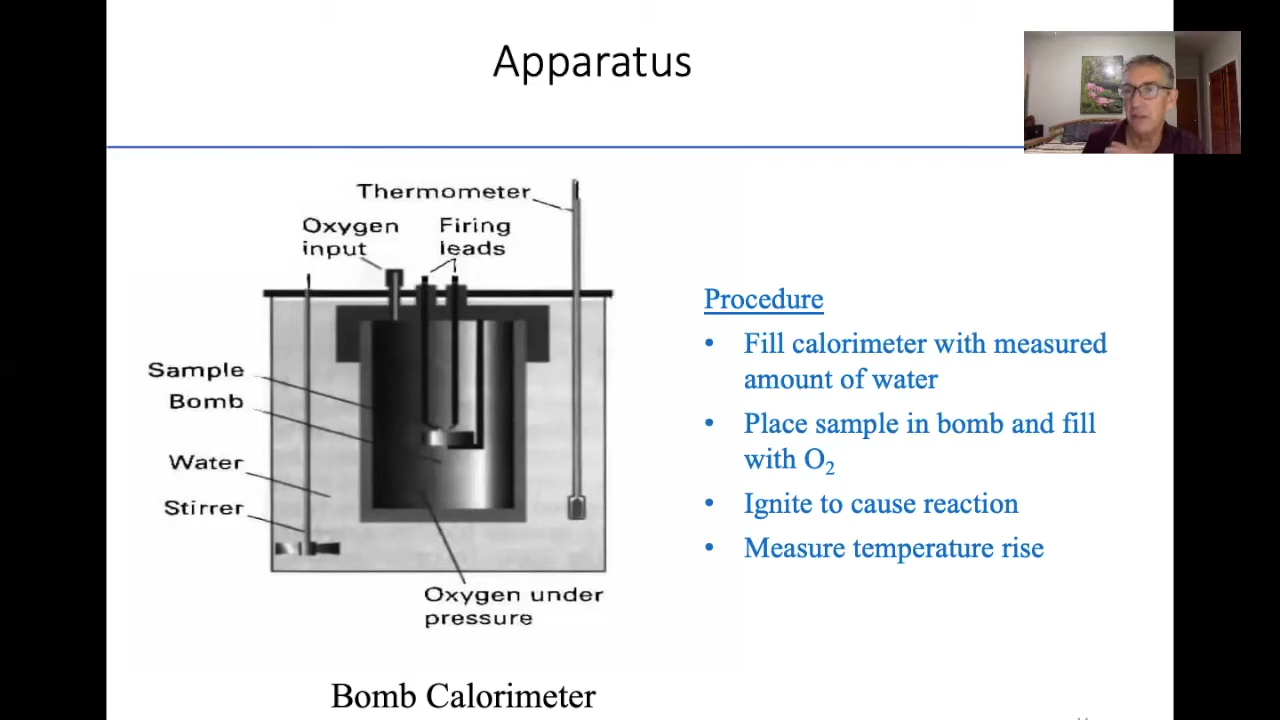 Apparatus
Thermometer
Oxygen
input
Firing
leads
Sample
Bomb
Water
Stirrer
Oxygen under
pressure
Bomb Calorimeter
Procedure
• Fill calorimeter with measured
amount of water
• Place sample in bomb and fill
with O₂
• Ignite to cause reaction
• Measure temperature rise